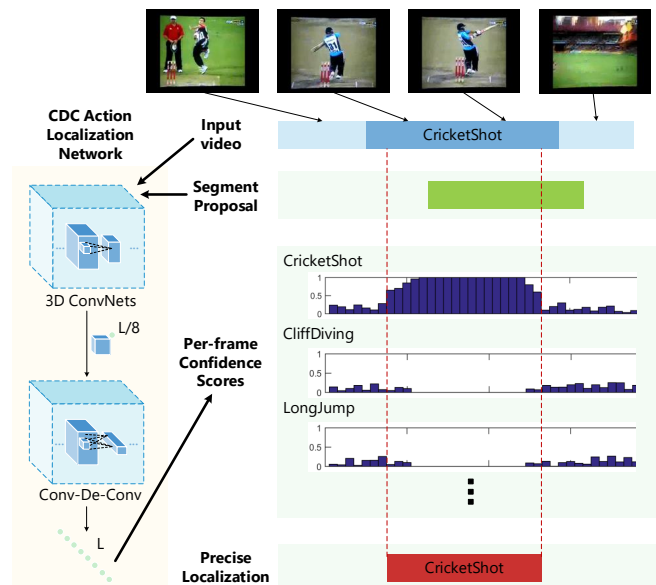 CDC Action
Localization
Network
Input
video
CricketShot
Segment
Proposal
3D ConvNets
L/8
Conv-De-Conv
L
Per-frame
Confidence
Scores
CricketShot
1
0.5
0
CliffDiving
1
0.5
0
LongJump
1
0.5
0
Precise
Localization
CricketShot